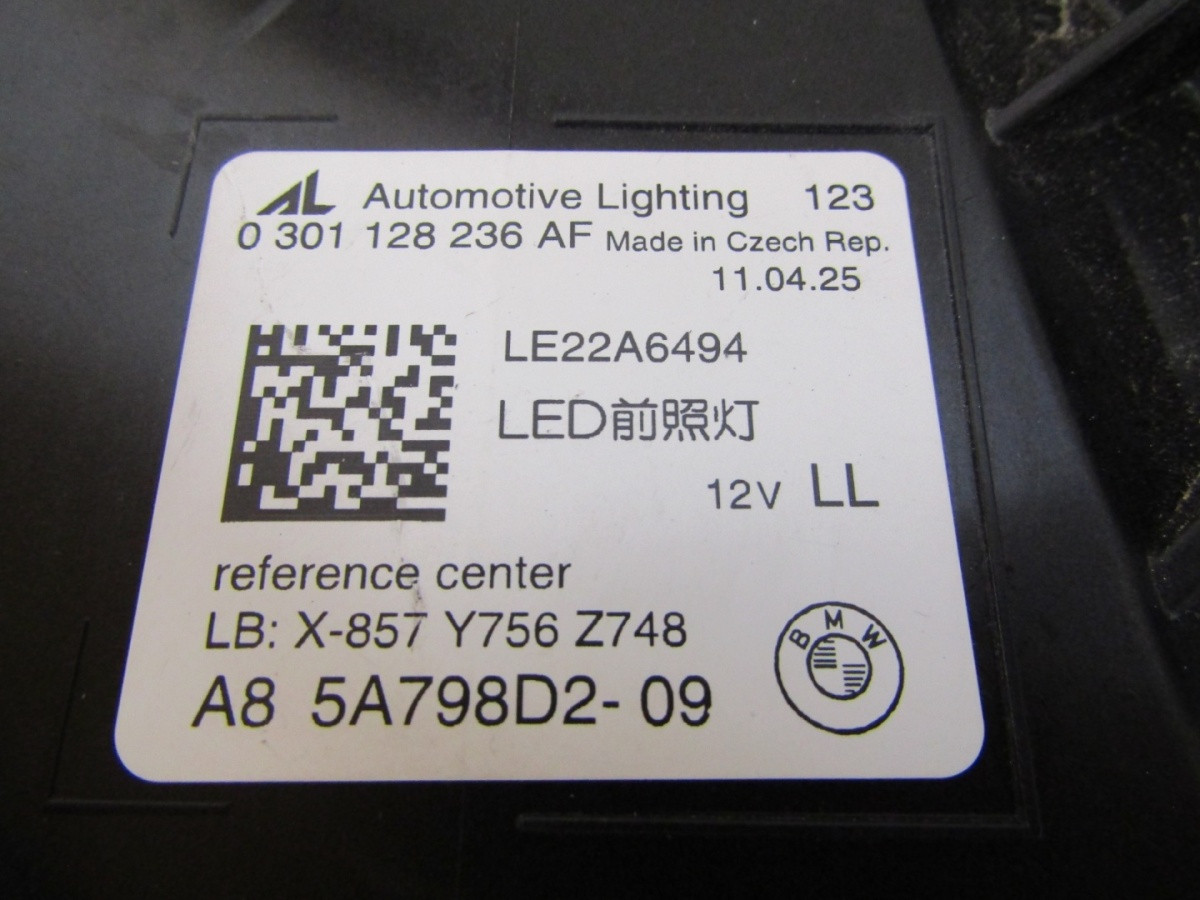 AL Automotive Lighting 123
0 301 128 236 AF Made in Czech Rep.
11.04.25
LE22A6494
LED前照灯
12V LL
reference center
LB: X-857 Y756 Z748
BMW
A8 5A798D2-09